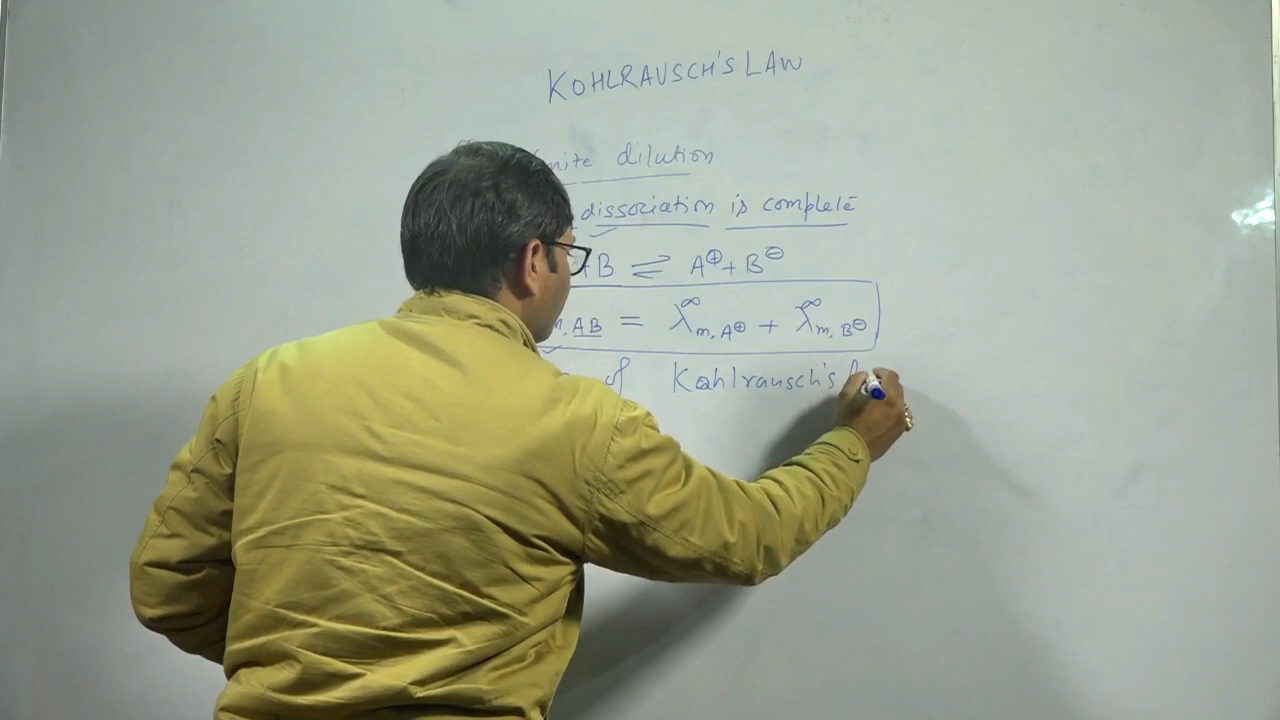 KOHLRAUSCH'S LAW
dilution
dissociation is complete
+B ⇌ A⊕ + B⊖
m, AB = λ∞m, A⊕ + λ∞m, B⊖
of Kohlrausch's